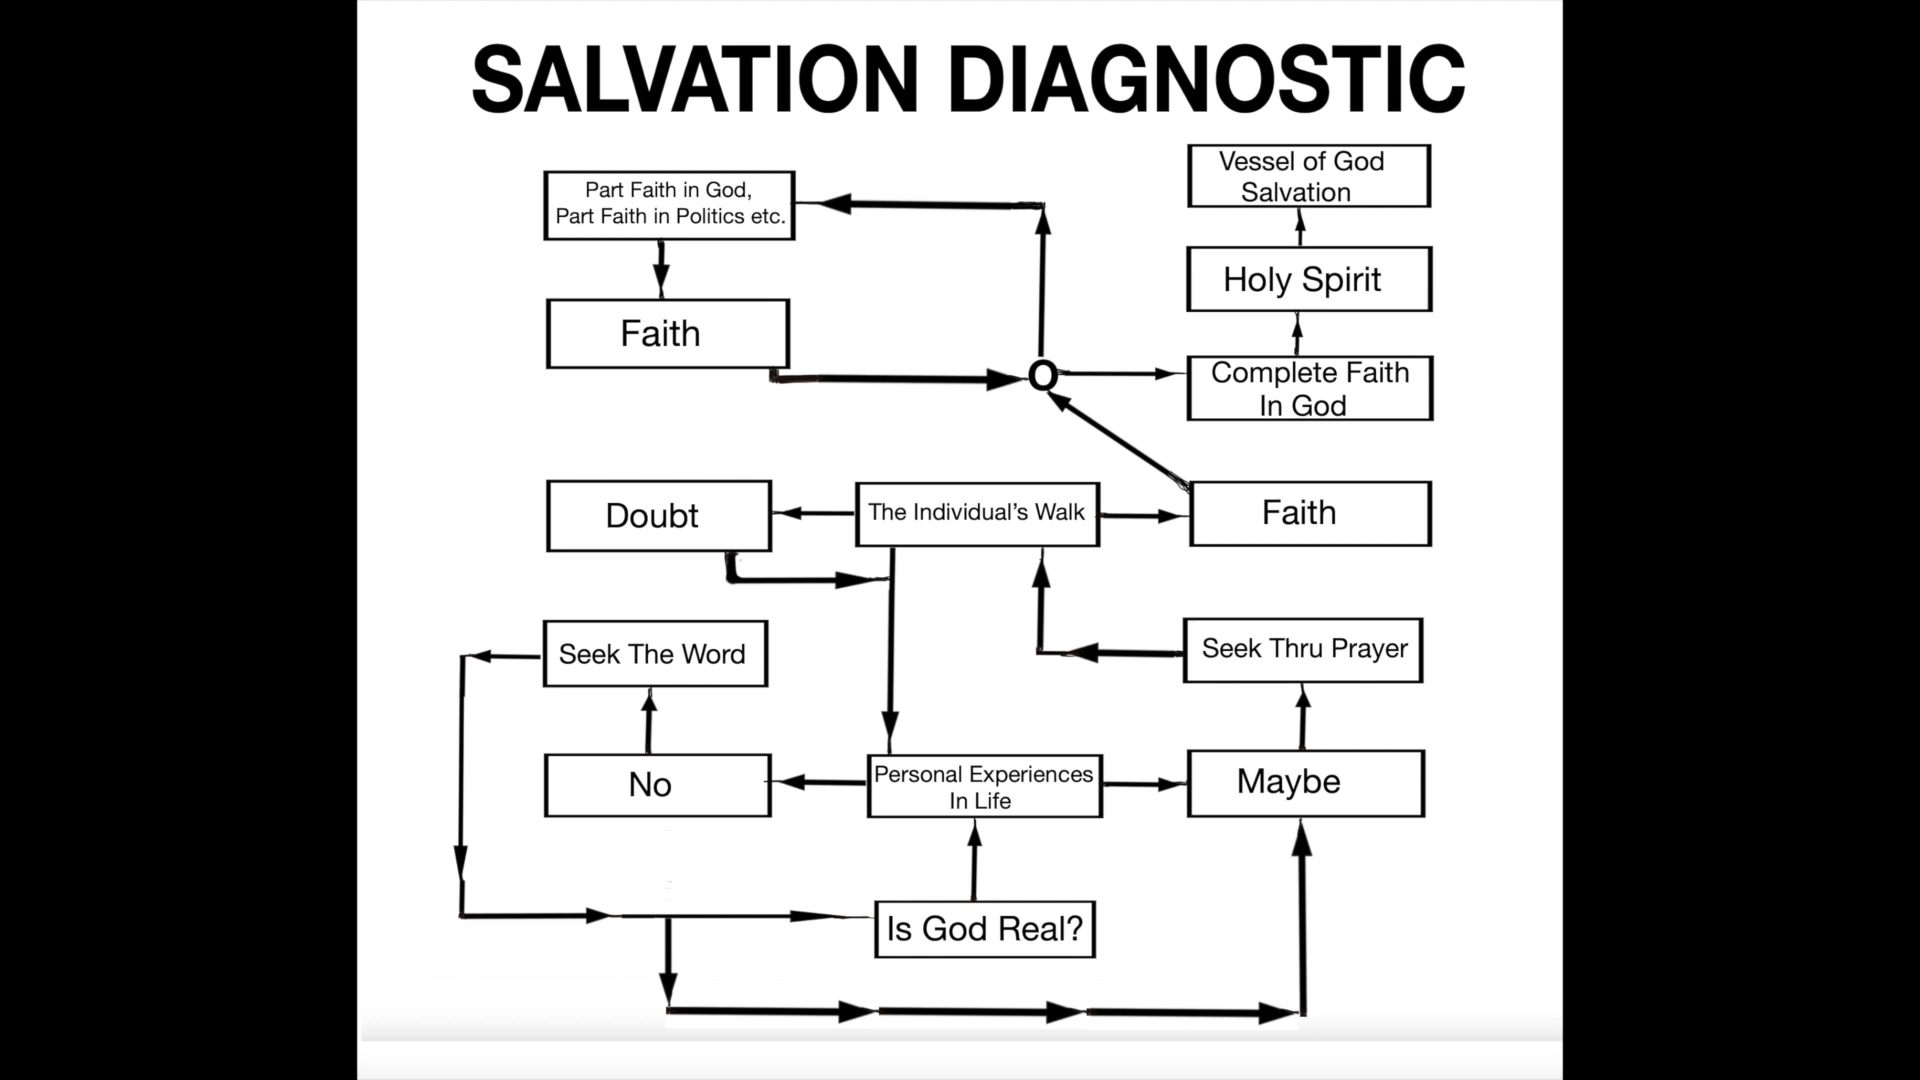 SALVATION DIAGNOSTIC
Part Faith in God,
Part Faith in Politics etc.
Vessel of God
Salvation
Holy Spirit
Faith
O
Complete Faith
In God
Doubt
The Individual's Walk
Faith
Seek The Word
Seek Thru Prayer
No
Personal Experiences
In Life
Maybe
Is God Real?